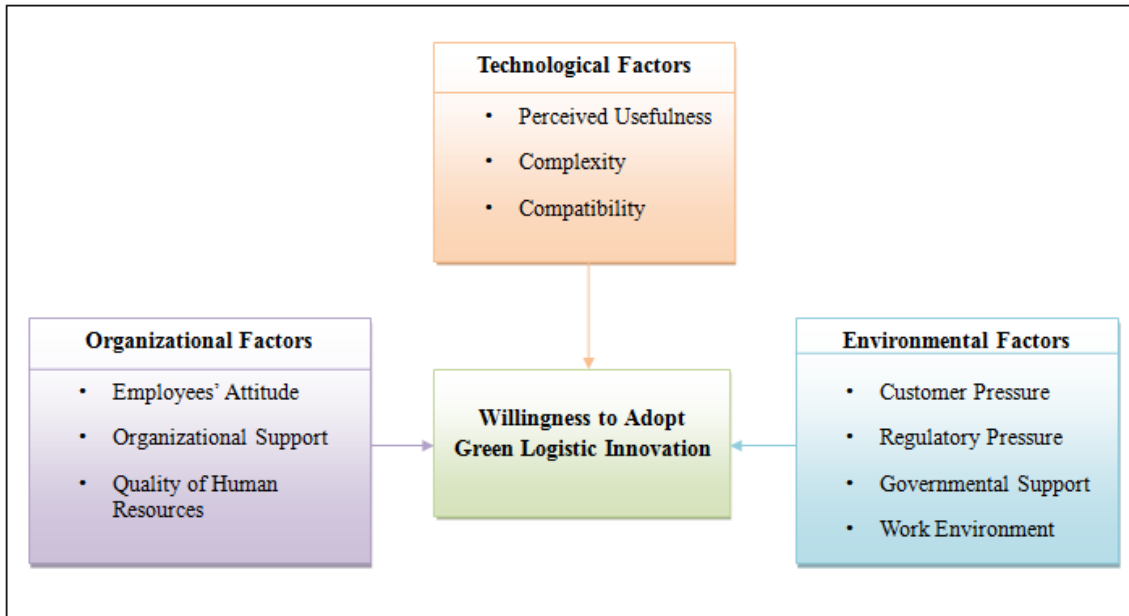 Technological Factors
• Perceived Usefulness
• Complexity
• Compatibility
Organizational Factors
• Employees’ Attitude
• Organizational Support
• Quality of Human
Resources
Willingness to Adopt
Green Logistic Innovation
Environmental Factors
• Customer Pressure
• Regulatory Pressure
• Governmental Support
• Work Environment